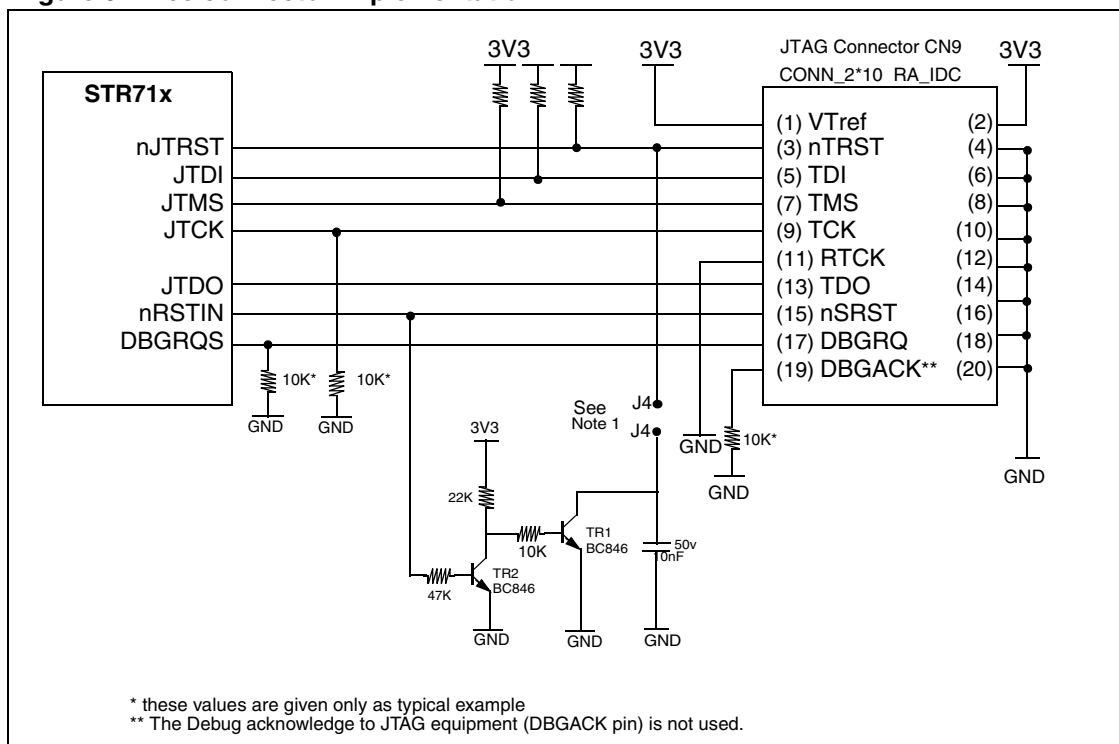 3V3
3V3
JTAG Connector CN9
3V3
CONN_2*10 RA_IDC
STR71x
(1) VTref
(2)
nJTRST
(3) nTRST
(4)
JTDI
(5) TDI
(6)
JTMS
(7) TMS
(8)
JTCK
(9) TCK
(10)
(11) RTCK
(12)
JTDO
(13) TDO
(14)
nRSTIN
(15) nSRST
(16)
DBGRQS
(17) DBGRQ
(18)
(19) DBGACK**
(20)
10K*
10K*
See
Note 1
J4
J4
GND
GND
3V3
GND
10K*
GND
GND
22K
10K
TR1
BC846
50v
10nF
47K
TR2
BC846
GND
GND
GND
* these values are given only as typical example
** The Debug acknowledge to JTAG equipment (DBGACK pin) is not used.